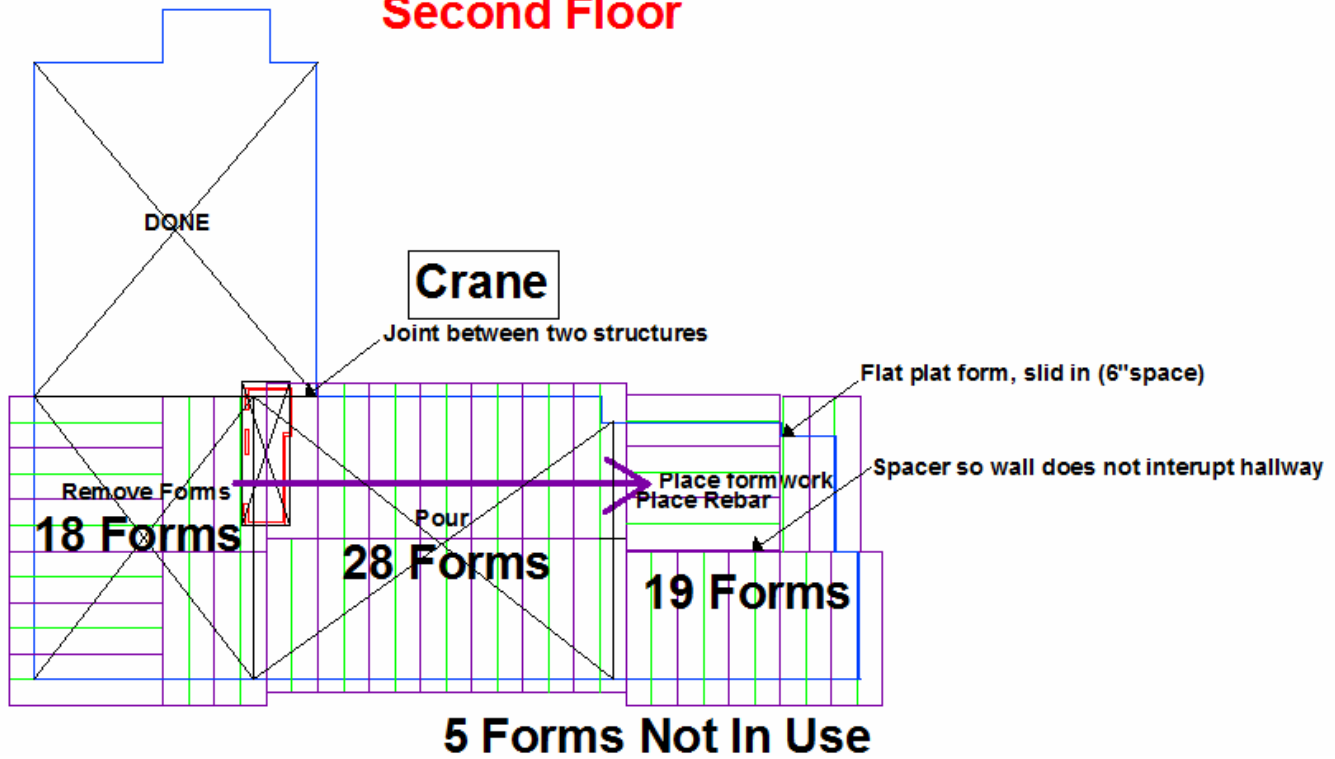 Second Floor
DONE
Crane
Joint between two structures
Flat plat form, slid in (6"space)
Spacer so wall does not interupt hallway
Remove Forms
Place formwork
Place Rebar
18 Forms
Pour
28 Forms
19 Forms
5 Forms Not In Use